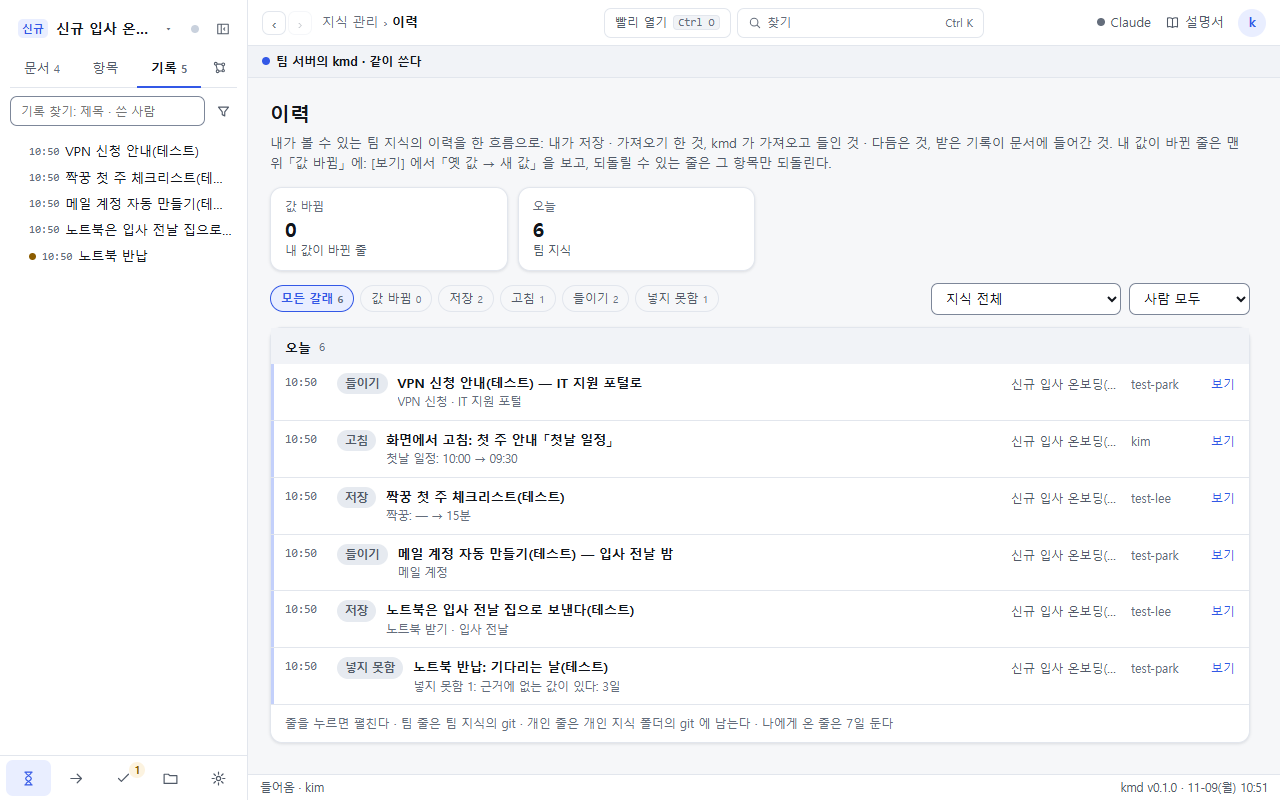 신규 신규 입사 온...
문서 4 항목 기록 5
기록 찾기: 제목 · 쓴 사람
10:50 VPN 신청 안내(테스트)
10:50 짝꿍 첫 주 체크리스트(테...
10:50 메일 계정 자동 만들기(테...
10:50 노트북은 입사 전날 집으로...
10:50 노트북 반납
1
지식 관리 › 이력
빨리 열기 Ctrl O
찾기 Ctrl K
Claude 설명서 k
팀 서버의 kmd · 같이 쓴다
이력
내가 볼 수 있는 팀 지식의 이력을 한 흐름으로: 내가 저장 · 가져오기 한 것, kmd 가 가져오고 들인 것 · 다듬은 것, 받은 기록이 문서에 들어간 것. 내 값이 바뀐 줄은 맨
위 「값 바뀜」에: [보기] 에서 「옛 값 → 새 값」을 보고, 되돌릴 수 있는 줄은 그 항목만 되돌린다.
값 바뀜
0
내 값이 바뀐 줄
오늘
6
팀 지식
모든 갈래 6 값 바뀜 0 저장 2 고침 1 들이기 2 넣지 못함 1
지식 전체 사람 모두
오늘 6
10:50 들이기 VPN 신청 안내(테스트) — IT 지원 포털로 신규 입사 온보딩(... test-park 보기
VPN 신청 · IT 지원 포털
10:50 고침 화면에서 고침: 첫 주 안내 「첫날 일정」 신규 입사 온보딩(... kim 보기
첫날 일정: 10:00 → 09:30
10:50 저장 짝꿍 첫 주 체크리스트(테스트) 신규 입사 온보딩(... test-lee 보기
짝꿍: — → 15분
10:50 들이기 메일 계정 자동 만들기(테스트) — 입사 전날 밤 신규 입사 온보딩(... test-park 보기
메일 계정
10:50 저장 노트북은 입사 전날 집으로 보낸다(테스트) 신규 입사 온보딩(... test-lee 보기
노트북 받기 · 입사 전날
10:50 넣지 못함 노트북 반납: 기다리는 날(테스트) 신규 입사 온보딩(... test-park 보기
넣지 못함 1: 근거에 없는 값이 있다: 3일
줄을 누르면 펼친다 · 팀 줄은 팀 지식의 git · 개인 줄은 개인 지식 폴더의 git 에 남는다 · 나에게 온 줄은 7일 둔다
들어옴 · kim
kmd v0.1.0 · 11-09(월) 10:51